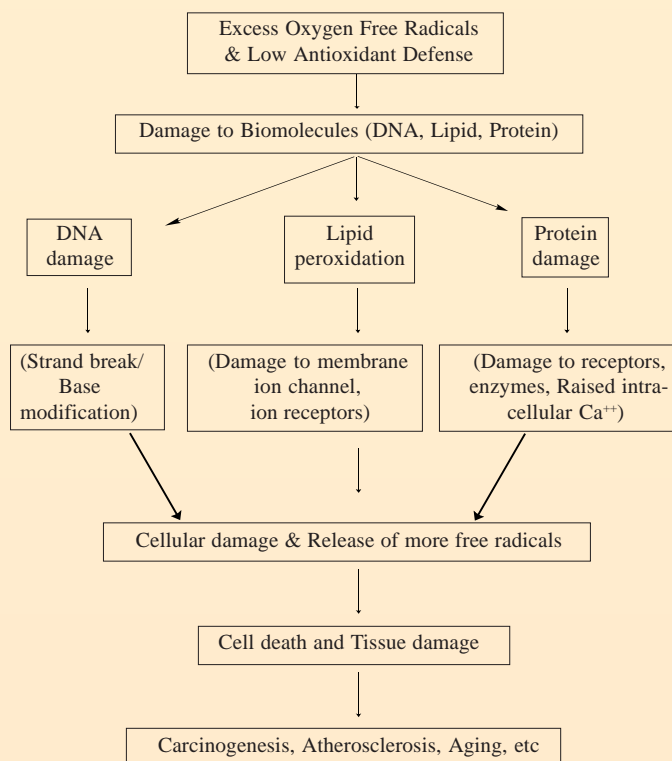 Excess Oxygen Free Radicals
& Low Antioxidant Defense
Damage to Biomolecules (DNA, Lipid, Protein)
DNA
damage
Lipid
peroxidation
Protein
damage
(Strand break/
Base
modification)
(Damage to membrane
ion channel,
ion receptors)
(Damage to receptors,
enzymes, Raised intra-
cellular Ca⁺⁺)
Cellular damage & Release of more free radicals
Cell death and Tissue damage
Carcinogenesis, Atherosclerosis, Aging, etc